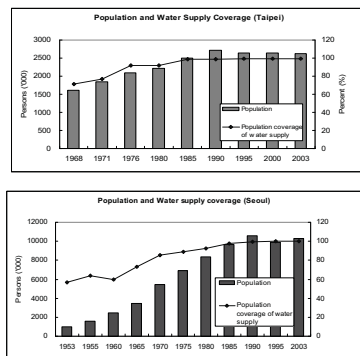 Population and Water Supply Coverage (Taipei)
3000
2500
2000
1500
1000
500
0
Persons ('000)
120
100
80
60
40
20
0
Percent (%)
Population
Population coverage
of water supply
1968 1971 1976 1980 1985 1990 1995 2000 2003
Population and Water supply coverage (Seoul)
12000
10000
8000
6000
4000
2000
0
Persons ('000)
120
100
80
60
40
20
0
Population
Population coverage
of water supply
1953 1955 1960 1965 1970 1975 1980 1985 1990 1995 2003